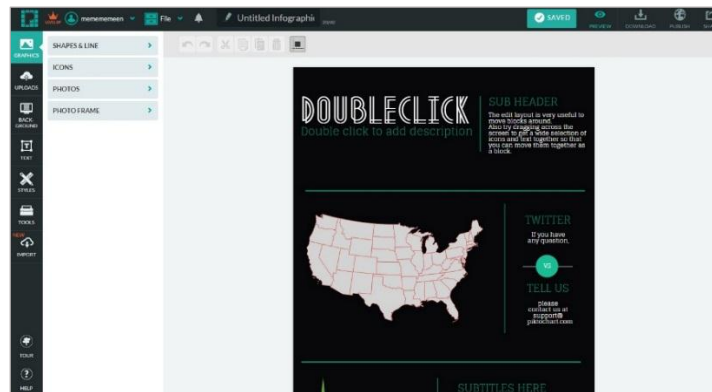 memememeen
File
Untitled Infographic
SAVED
PREVIEW
DOWNLOAD
PUBLISH
GRAPHICS
UPLOADS
BACK
GROUND
TEXT
STYLES
TOOLS
NEW
IMPORT
TOUR
HELP
SHAPES & LINE
ICONS
PHOTOS
PHOTO FRAME
DOUBLECLICK
Double click to add description
SUB HEADER
The edit layout is very useful to
move blocks around.
Also try dragging across the
screen to get a wide selection of
icons and text together so that
you can move them together as
a block.
TWITTER
If you have
any question,
VS
TELL US
please
contact us at
support@
piktochart.com
SUBTITLES HERE